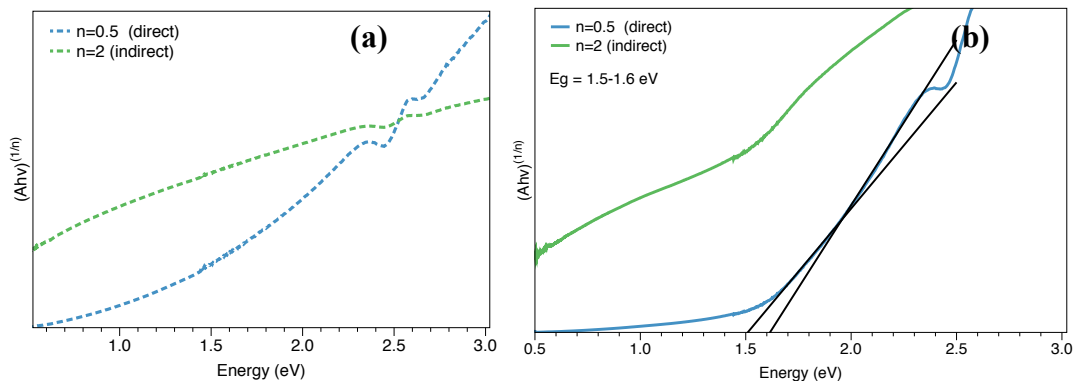 n=0.5  (direct)
n=2 (indirect)
(a)
(Ahv)(1/n)
1.0 1.5 2.0 2.5 3.0
Energy (eV)
n=0.5  (direct)
n=2 (indirect)
(b)
Eg = 1.5-1.6 eV
(Ahv)(1/n)
0.5 1.0 1.5 2.0 2.5 3.0
Energy (eV)